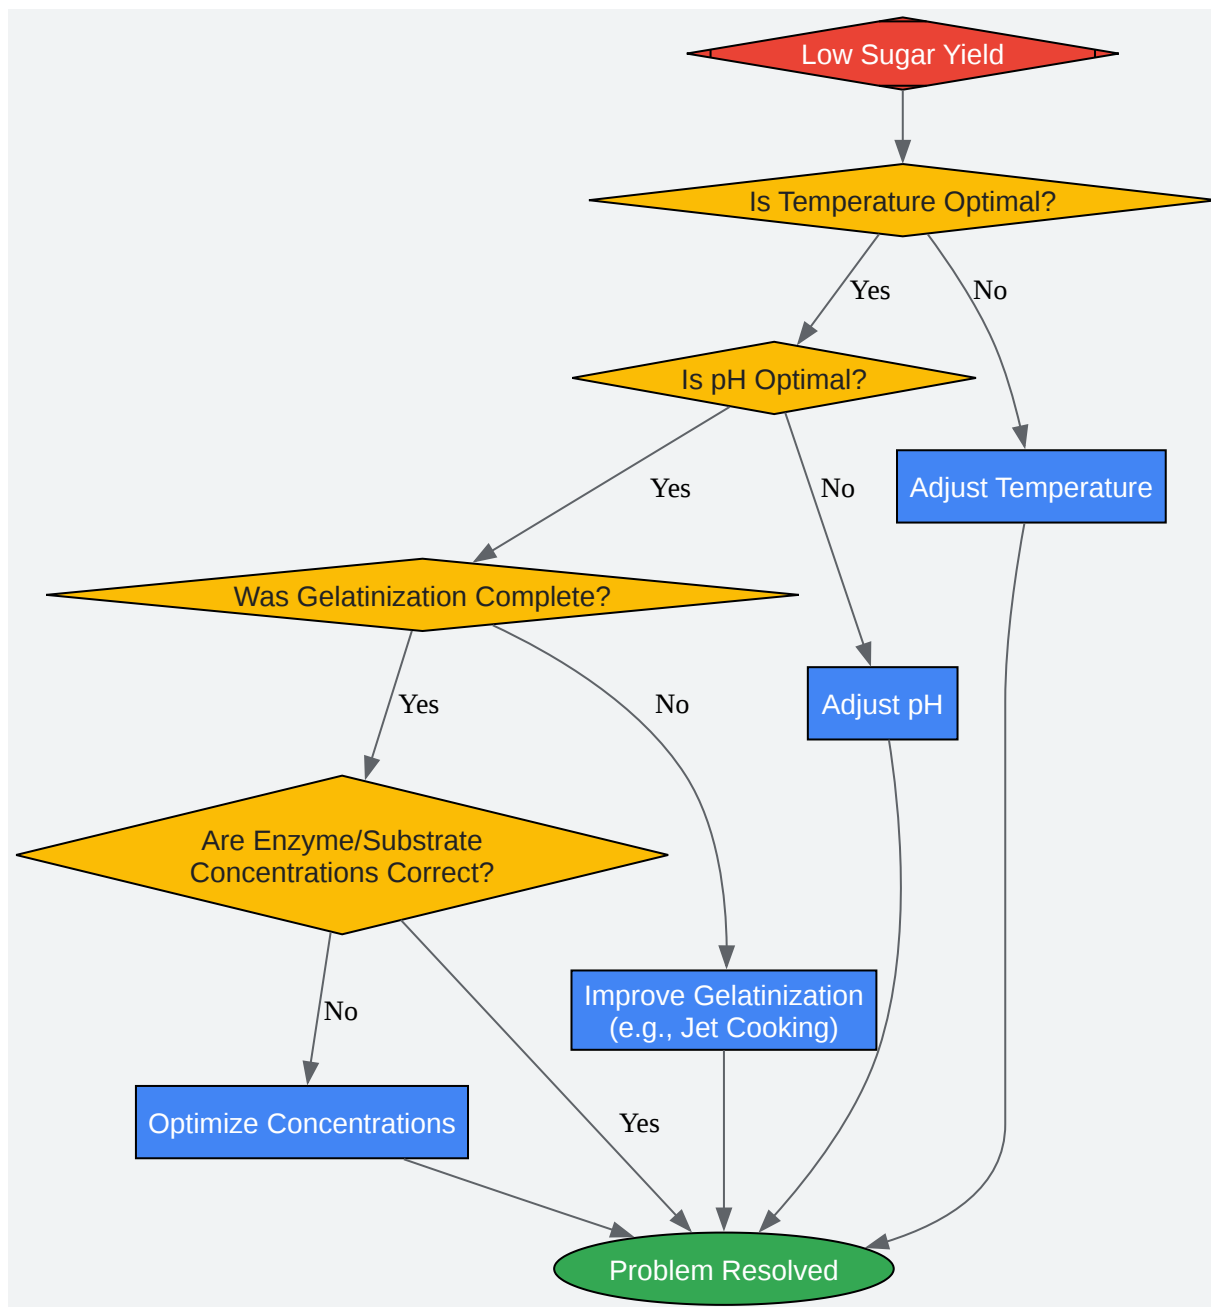 Low Sugar Yield
Is Temperature Optimal?
Yes
No
Is pH Optimal?
Yes
No
Adjust Temperature
Was Gelatinization Complete?
Yes
No
Adjust pH
Are Enzyme/Substrate
Concentrations Correct?
No
Improve Gelatinization
(e.g., Jet Cooking)
Optimize Concentrations
Yes
Problem Resolved